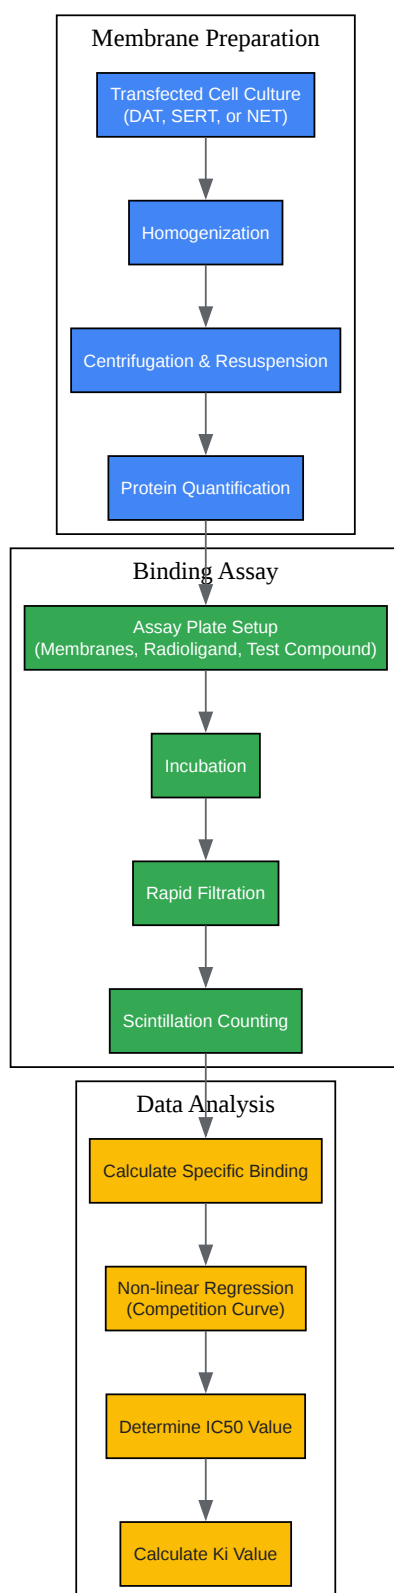 Membrane Preparation
Transfected Cell Culture
(DAT, SERT, or NET)
Homogenization
Centrifugation & Resuspension
Protein Quantification
Binding Assay
Assay Plate Setup
(Membranes, Radioligand, Test Compound)
Incubation
Rapid Filtration
Scintillation Counting
Data Analysis
Calculate Specific Binding
Non-linear Regression
(Competition Curve)
Determine IC50 Value
Calculate Ki Value